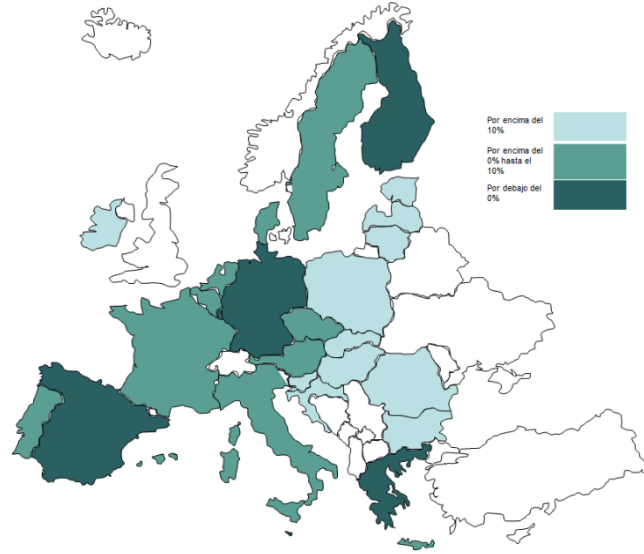 Por encima del
10%
Por encima del
0% hasta el
10%
Por debajo del
0%